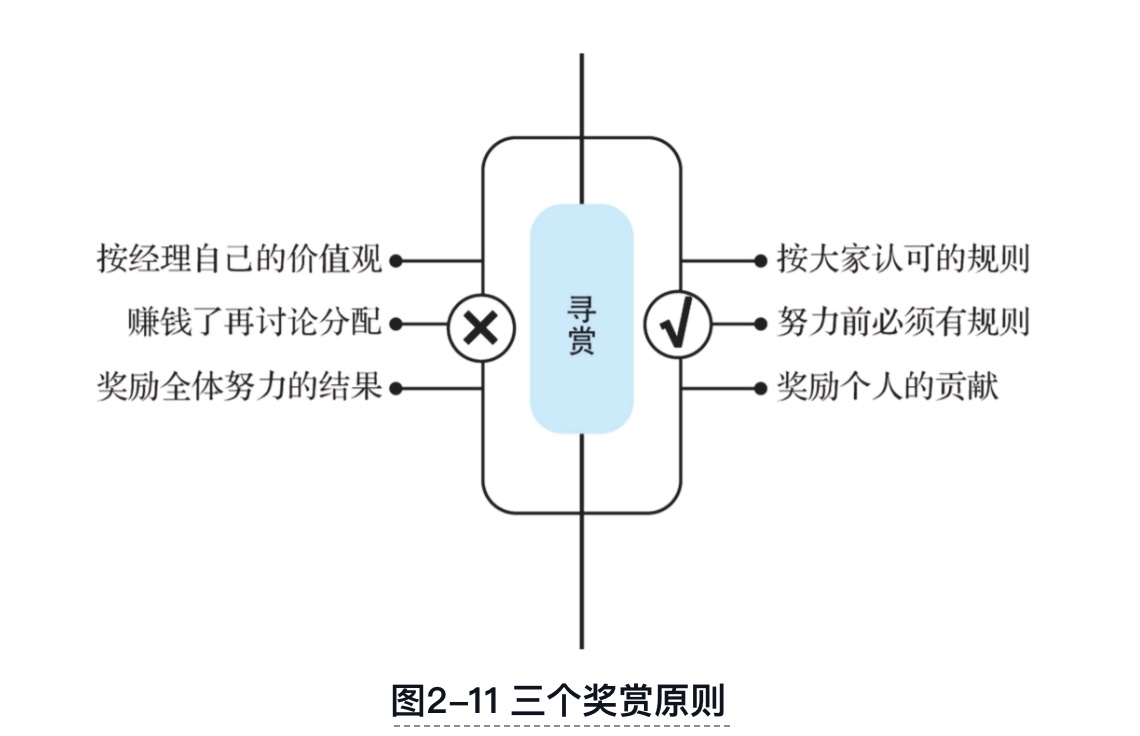 按经理自己的价值观
赚钱了再讨论分配
奖励全体努力的结果
寻赏
按大家认可的规则
努力前必须有规则
奖励个人的贡献
图2-11 三个奖赏原则